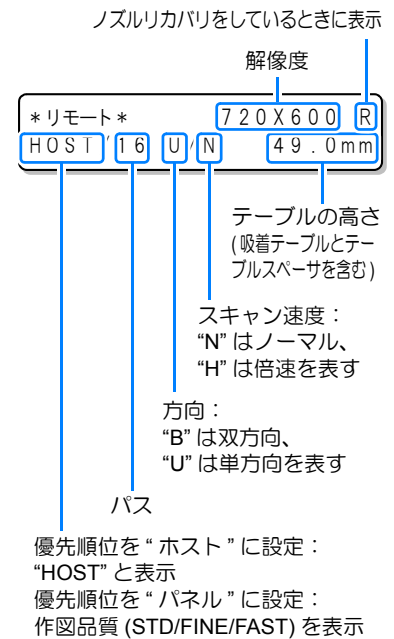 ノズルリカバリをしているときに表示
解像度
*リモート* 720X600 R
HOST/16 U/N 49.0mm
テーブルの高さ
(吸着テーブルとテー
ブルスペーサを含む)
スキャン速度：
“N” はノーマル、
“H” は倍速を表す
方向：
“B” は双方向、
“U” は単方向を表す
パス
優先順位を “ ホスト ” に設定：
“HOST” と表示
優先順位を “ パネル ” に設定：
作図品質 (STD/FINE/FAST) を表示